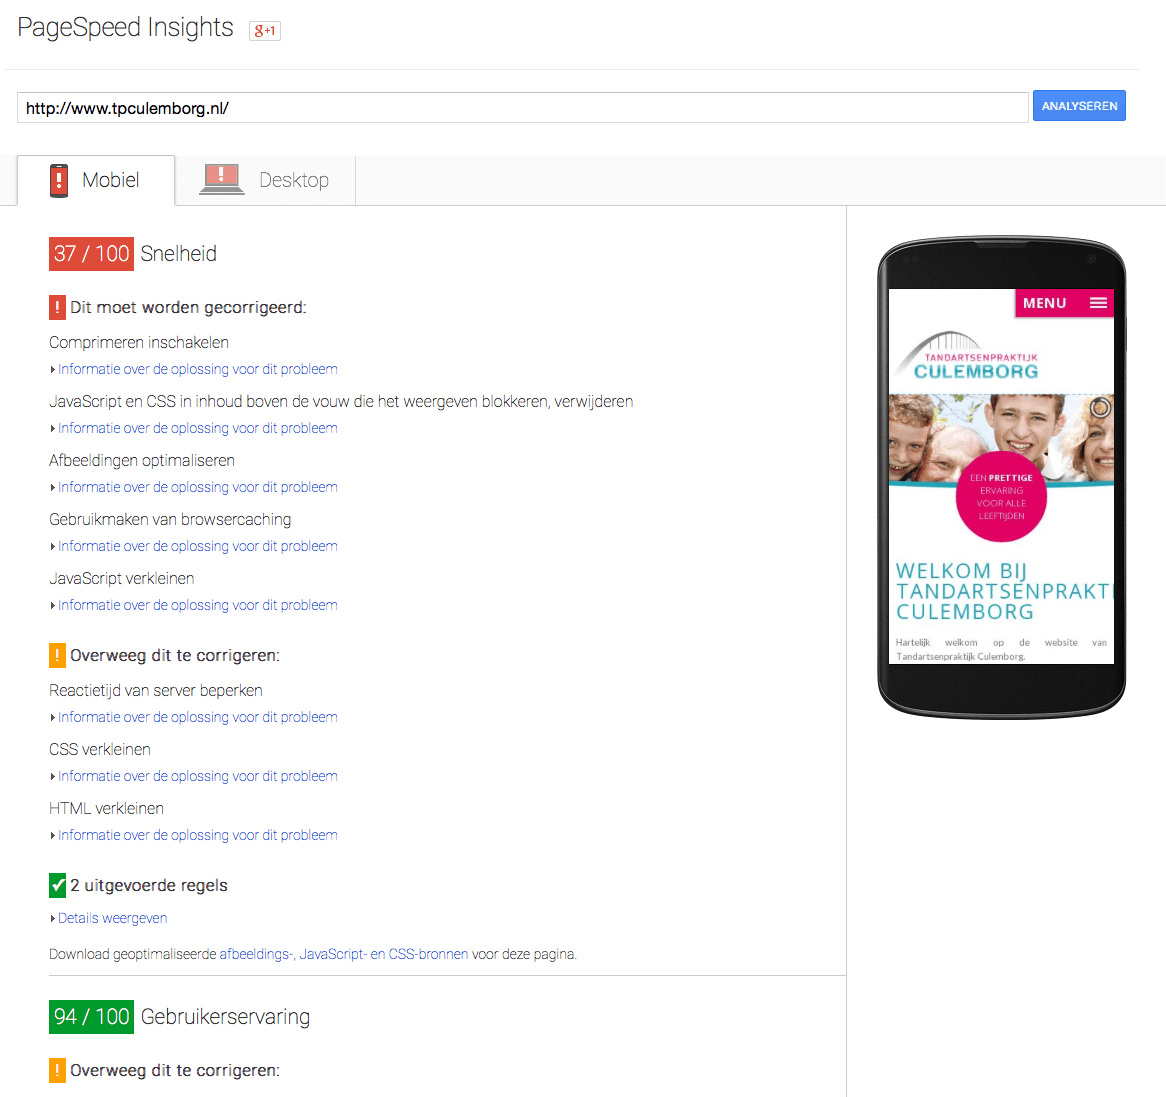 PageSpeed Insights
g+1
http://www.tpculemborg.nl/
ANALYSEREN
Mobiel
Desktop
37 / 100 Snelheid
! Dit moet worden gecorrigeerd:
Comprimeren inschakelen
Informatie over de oplossing voor dit probleem
JavaScript en CSS in inhoud boven de vouw die het weergeven blokkeren, verwijderen
Informatie over de oplossing voor dit probleem
Afbeeldingen optimaliseren
Informatie over de oplossing voor dit probleem
Gebruikmaken van browsercaching
Informatie over de oplossing voor dit probleem
JavaScript verkleinen
Informatie over de oplossing voor dit probleem
! Overweeg dit te corrigeren:
Reactietijd van server beperken
Informatie over de oplossing voor dit probleem
CSS verkleinen
Informatie over de oplossing voor dit probleem
HTML verkleinen
Informatie over de oplossing voor dit probleem
2 uitgevoerde regels
Details weergeven
Download geoptimaliseerde afbeeldings-, JavaScript- en CSS-bronnen voor deze pagina.
94 / 100 Gebruikerservaring
! Overweeg dit te corrigeren:
MENU
TANDARTSENPRAKTIJK
CULEMBORG
EEN PRETTIGE
ERVARING
VOOR ALLE
LEEFTIJDEN
WELKOM BIJ
TANDARTSENPRAKTI
CULEMBORG
Hartelijk welkom op de website van
Tandartsenpraktijk Culemborg.